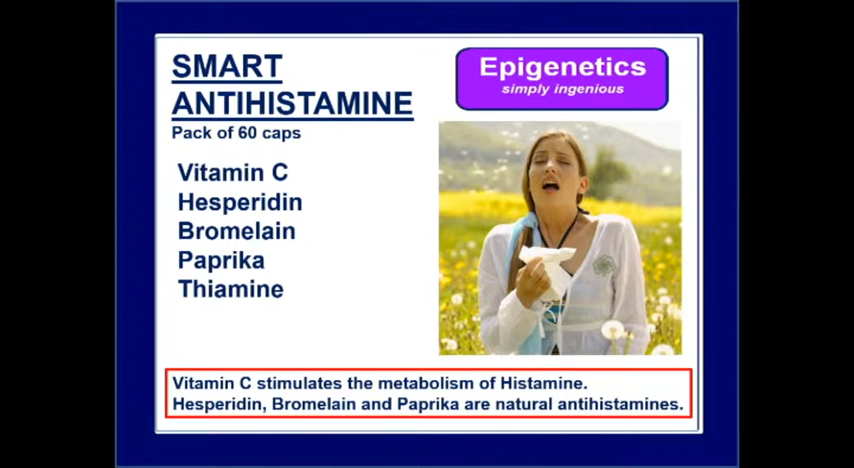 SMART
ANTIHISTAMINE
Pack of 60 caps
Epigenetics
simply ingenious
Vitamin C
Hesperidin
Bromelain
Paprika
Thiamine
Vitamin C stimulates the metabolism of Histamine.
Hesperidin, Bromelain and Paprika are natural antihistamines.